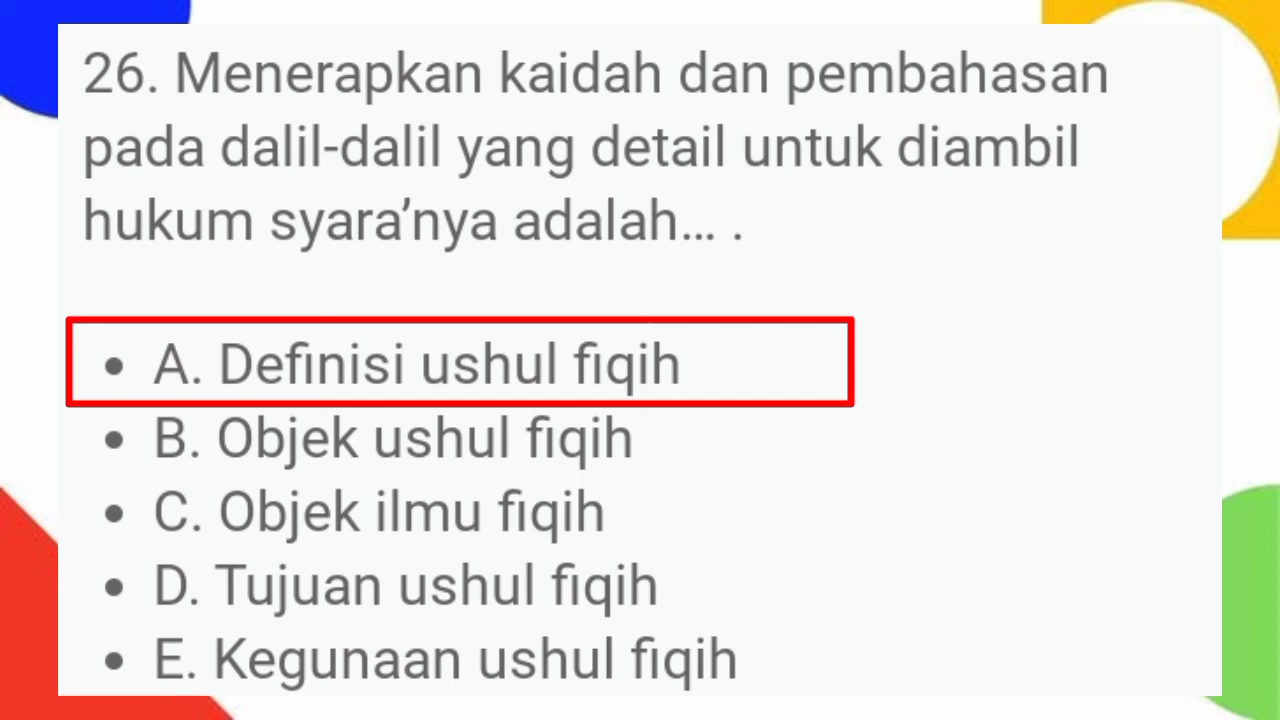 26. Menerapkan kaidah dan pembahasan
pada dalil-dalil yang detail untuk diambil
hukum syara’nya adalah... .
• A. Definisi ushul fiqih
• B. Objek ushul fiqih
• C. Objek ilmu fiqih
• D. Tujuan ushul fiqih
• E. Kegunaan ushul fiqih